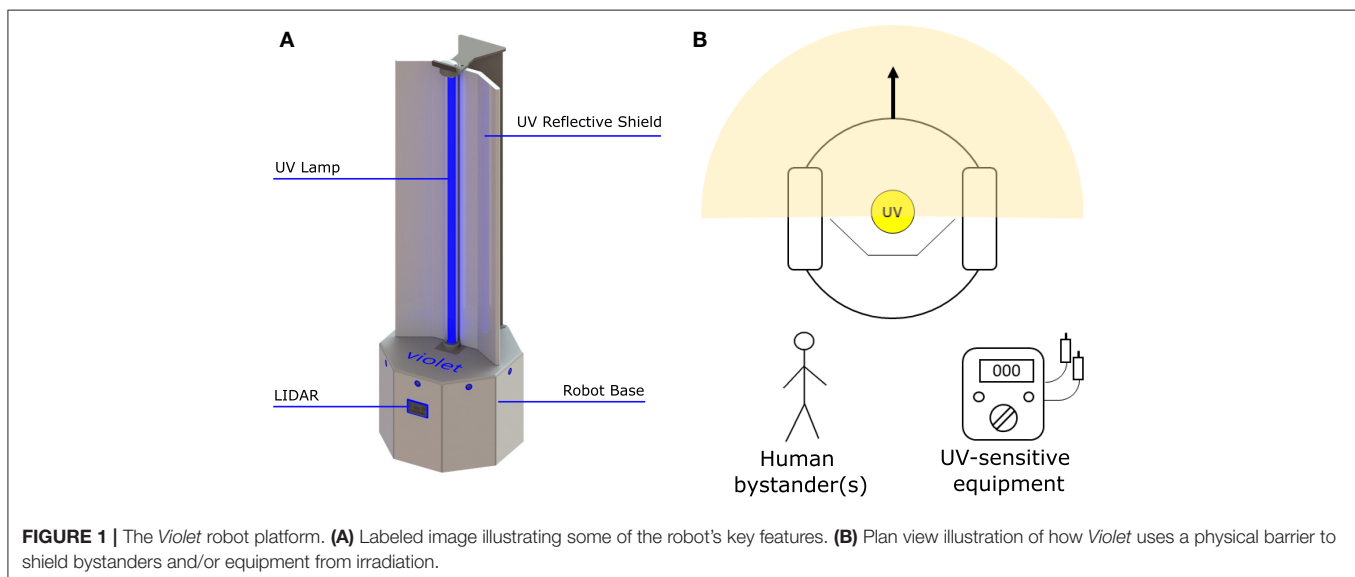 A
B
UV Reflective Shield
UV Lamp
UV
violet
LIDAR
Robot Base
000
Human
bystander(s)
UV-sensitive
equipment
FIGURE 1 | The Violet robot platform. (A) Labeled image illustrating some of the robot's key features. (B) Plan view illustration of how Violet uses a physical barrier to
shield bystanders and/or equipment from irradiation.